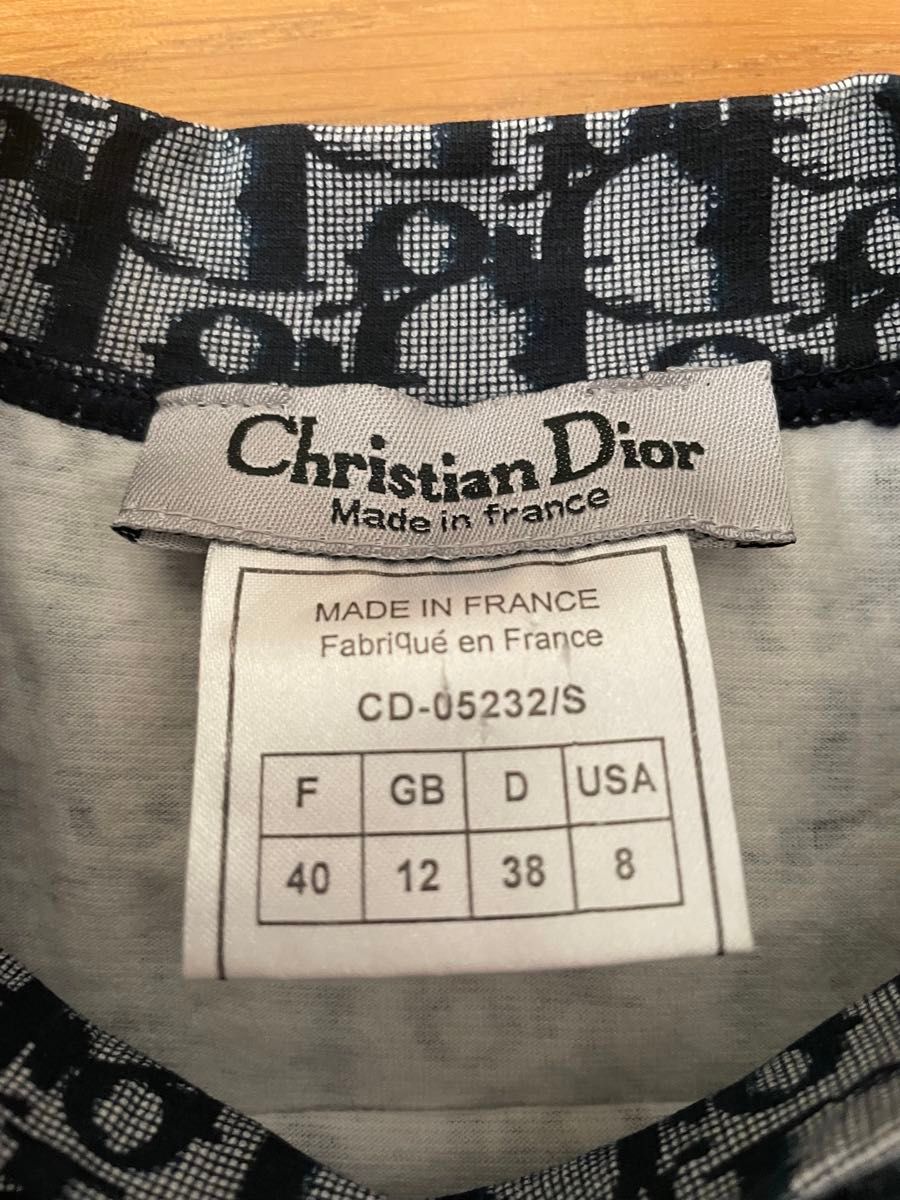 Christian Dior
Made in france
MADE IN FRANCE
Fabriqué en France
CD-05232/S
F GB D USA
40 12 38 8